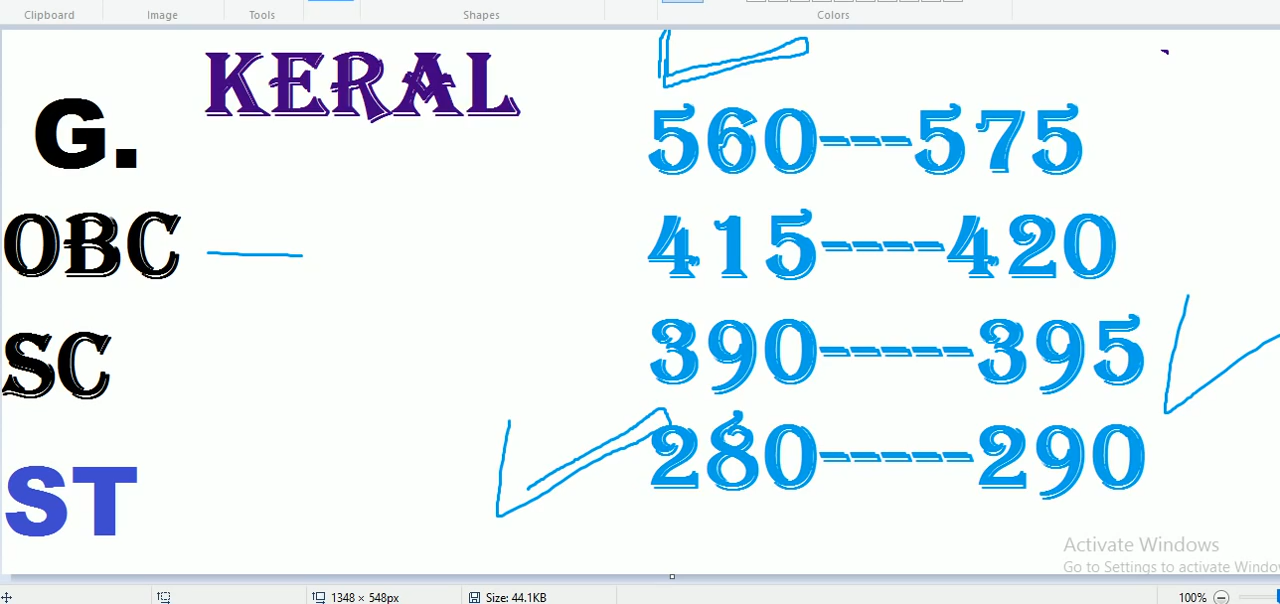 Clipboard Image Tools Shapes Colors
KERAL
G. 560---575
OBC 415----420
SC 390-----395
ST 280-----290
Activate Windows
Go to Settings to activate Windo
1348 × 548px Size: 44.1KB 100%